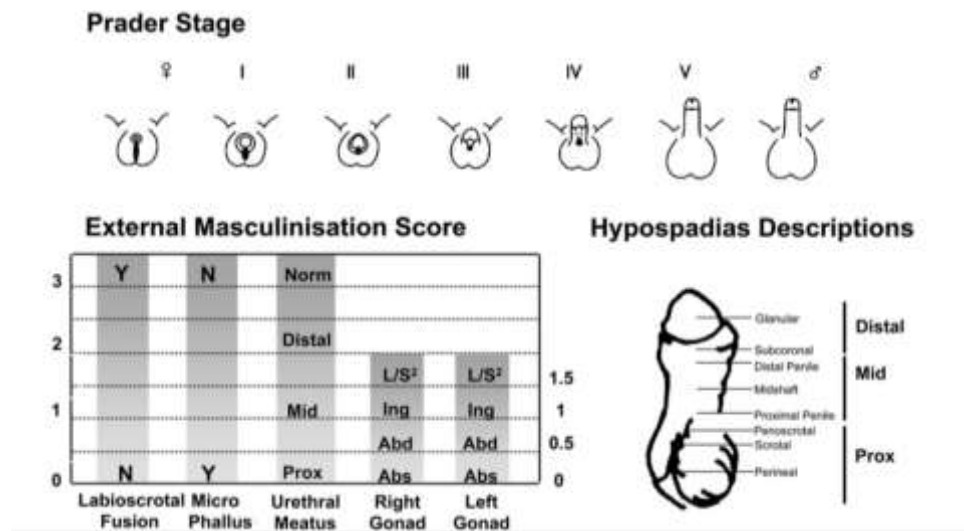 Prader Stage
♀ I II III IV V ♂
External Masculinisation Score
Hypospadias Descriptions
3 Y N Norm
2 Distal
L/S² L/S² 1.5
1 Mid Ing Ing 1
Abd Abd 0.5
0 N Y Prox Abs Abs 0
Labioscrotal Micro Urethral Right Left
Fusion Phallus Meatus Gonad Gonad
Glanular
Distal
Subcoronal
Distal Penile
Mid
Midshaft
Proximal Penile
Penoscrotal
Scrotal
Prox
Perineal